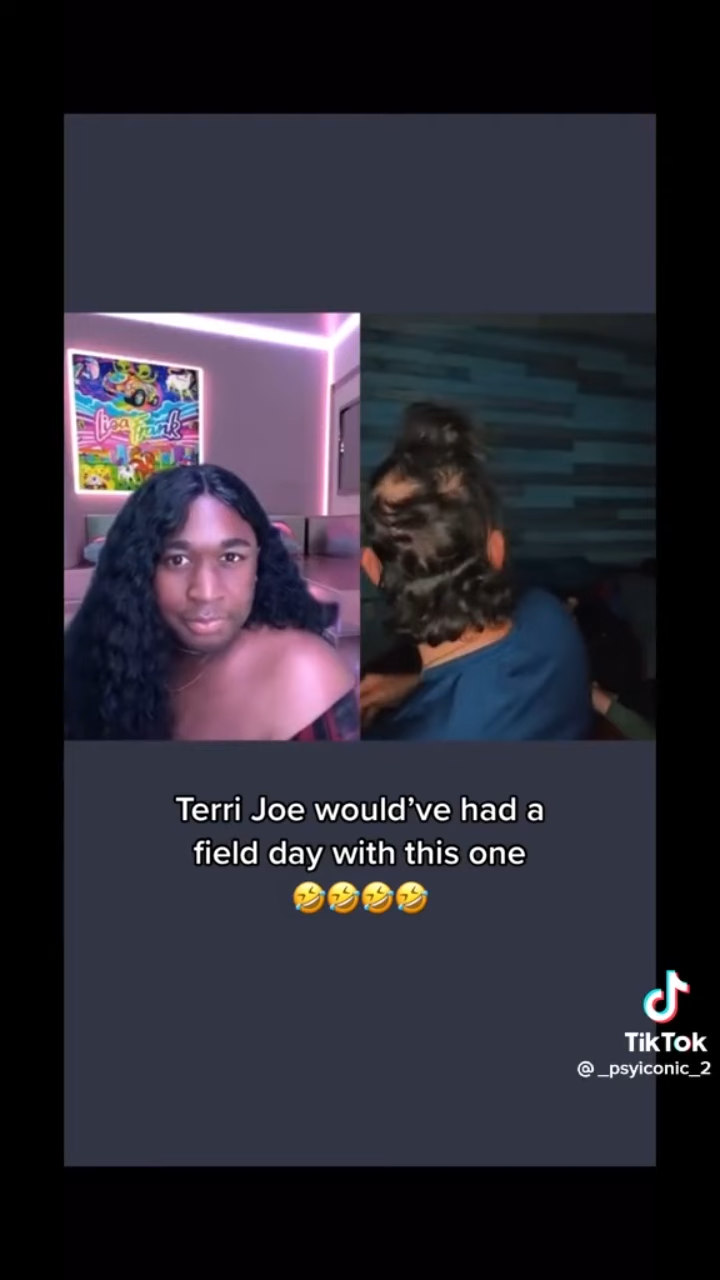 Lisa Frank
Terri Joe would’ve had a
field day with this one
🤣🤣🤣🤣
TikTok
@_psyiconic_2